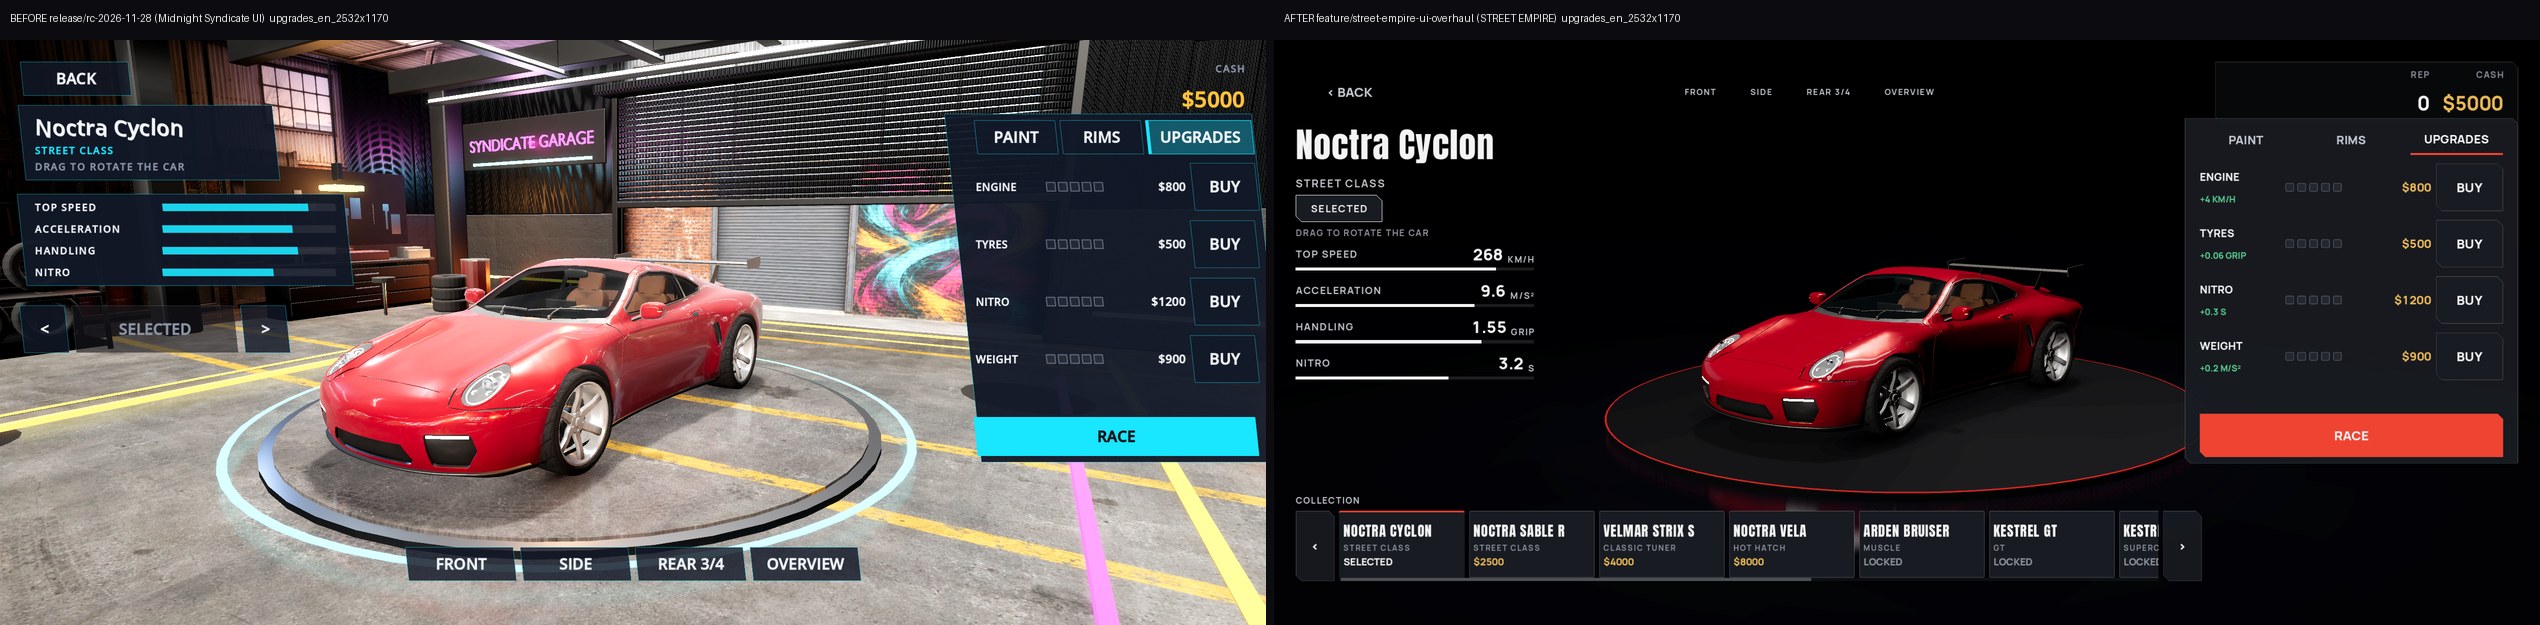 BEFORE release/rc-2026-11-28 (Midnight Syndicate UI) upgrades_en_2532x1170
BACK
Noctra Cyclon
STREET CLASS
DRAG TO ROTATE THE CAR
TOP SPEED
ACCELERATION
HANDLING
NITRO
< SELECTED >
SYNDICATE GARAGE
CASH
$5000
PAINT RIMS UPGRADES
ENGINE $800 BUY
TYRES $500 BUY
NITRO $1200 BUY
WEIGHT $900 BUY
RACE
FRONT SIDE REAR 3/4 OVERVIEW
AFTER feature/street-empire-ui-overhaul (STREET EMPIRE) upgrades_en_2532x1170
‹ BACK
FRONT SIDE REAR 3/4 OVERVIEW
REP CASH
0 $5000
Noctra Cyclon
STREET CLASS
SELECTED
DRAG TO ROTATE THE CAR
TOP SPEED 268 KM/H
ACCELERATION 9.6 M/S²
HANDLING 1.55 GRIP
NITRO 3.2 S
PAINT RIMS UPGRADES
ENGINE $800 BUY
+4 KM/H
TYRES $500 BUY
+0.06 GRIP
NITRO $1200 BUY
+0.3 S
WEIGHT $900 BUY
+0.2 M/S²
RACE
COLLECTION
‹
NOCTRA CYCLON
STREET CLASS
SELECTED
NOCTRA SABLE R
STREET CLASS
$2500
VELMAR STRIX S
CLASSIC TUNER
$4000
NOCTRA VELA
HOT HATCH
$8000
ARDEN BRUISER
MUSCLE
LOCKED
KESTREL GT
GT
LOCKED
KESTR
SUPERC
LOCKED
›